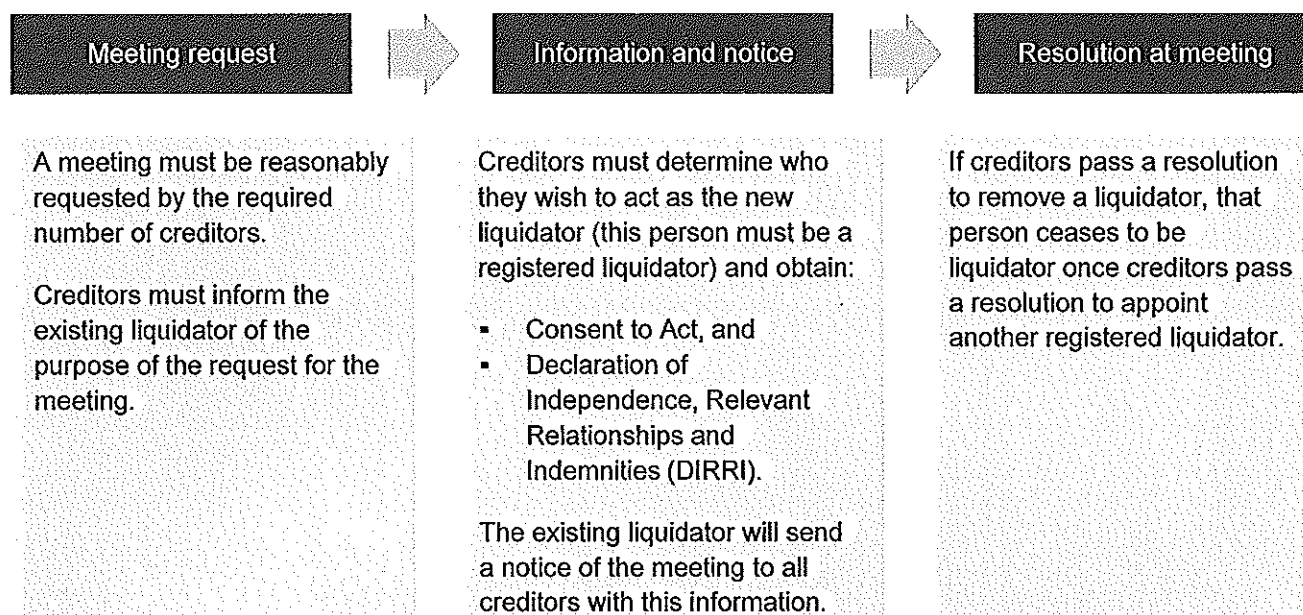 Meeting request
Information and notice
Resolution at meeting
A meeting must be reasonably
requested by the required
number of creditors.
Creditors must inform the
existing liquidator of the
purpose of the request for the
meeting.
Creditors must determine who
they wish to act as the new
liquidator (this person must be a
registered liquidator) and obtain:
▪ Consent to Act, and
▪ Declaration of
Independence, Relevant
Relationships and
Indemnities (DIRRI).
The existing liquidator will send
a notice of the meeting to all
creditors with this information.
If creditors pass a resolution
to remove a liquidator, that
person ceases to be
liquidator once creditors pass
a resolution to appoint
another registered liquidator.